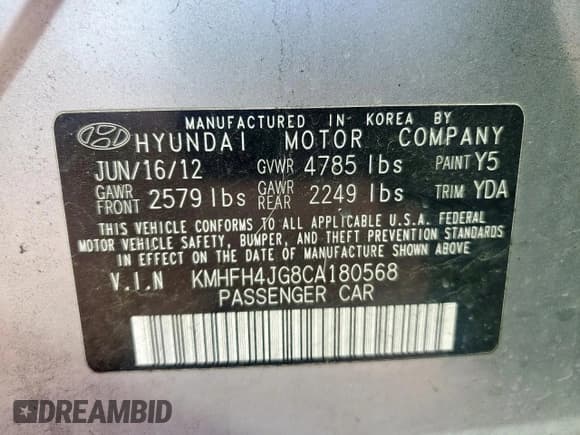 MANUFACTURED IN KOREA BY
HYUNDAI MOTOR COMPANY
JUN/16/12 GVWR 4785 lbs PAINT Y5
GAWR FRONT 2579 lbs GAWR REAR 2249 lbs TRIM YDA
THIS VEHICLE CONFORMS TO ALL APPLICABLE U.S.A. FEDERAL
MOTOR VEHICLE SAFETY, BUMPER, AND THEFT PREVENTION STANDARDS
IN EFFECT ON THE DATE OF MANUFACTURE SHOWN ABOVE.
V.I.N KMHFH4JG8CA180568
PASSENGER CAR
DREAMBID